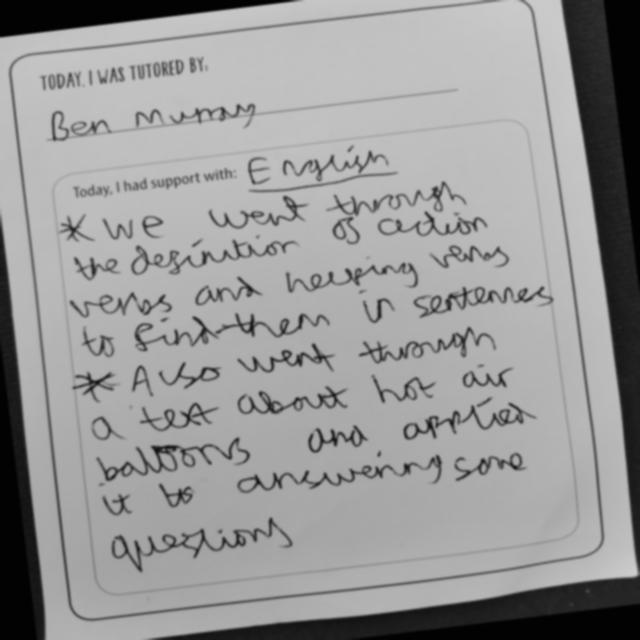 TODAY, I WAS TUTORED BY:
Ben Murray
Today, I had support with: English
* We went through
the definition of action
verbs and helping verbs
to find them in sentences
* Also went through
a text about hot air
balloons and applied
it to answering some
questions